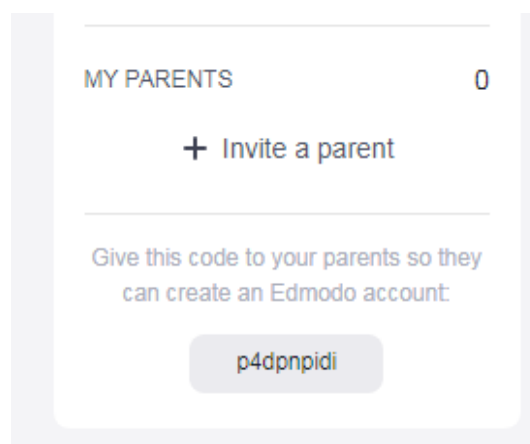 MY PARENTS 0
+ Invite a parent
Give this code to your parents so they
can create an Edmodo account:
p4dpnpidi